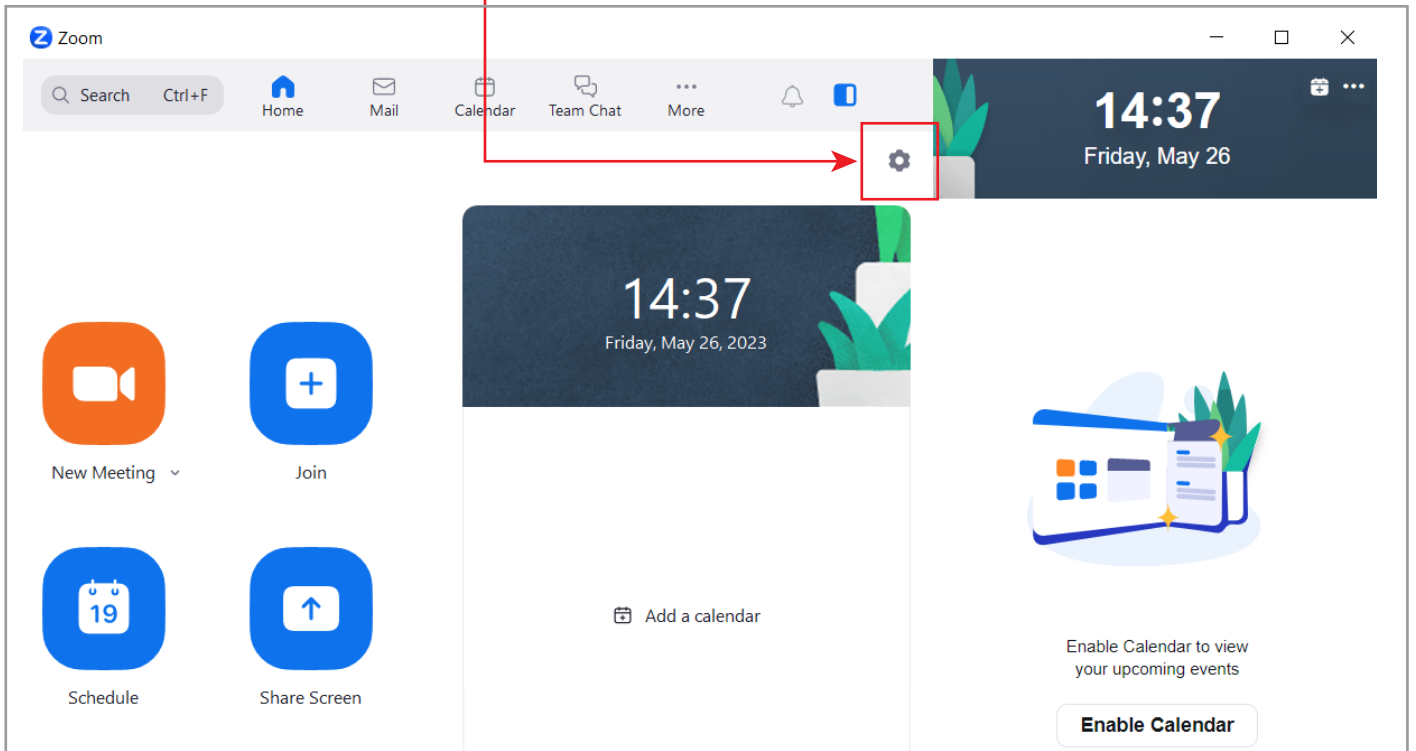 Zoom
Search Ctrl+F
Home
Mail
Calendar
Team Chat
More
14:37
Friday, May 26
14:37
Friday, May 26, 2023
New Meeting
Join
19
Schedule
Share Screen
Add a calendar
Enable Calendar to view
your upcoming events
Enable Calendar